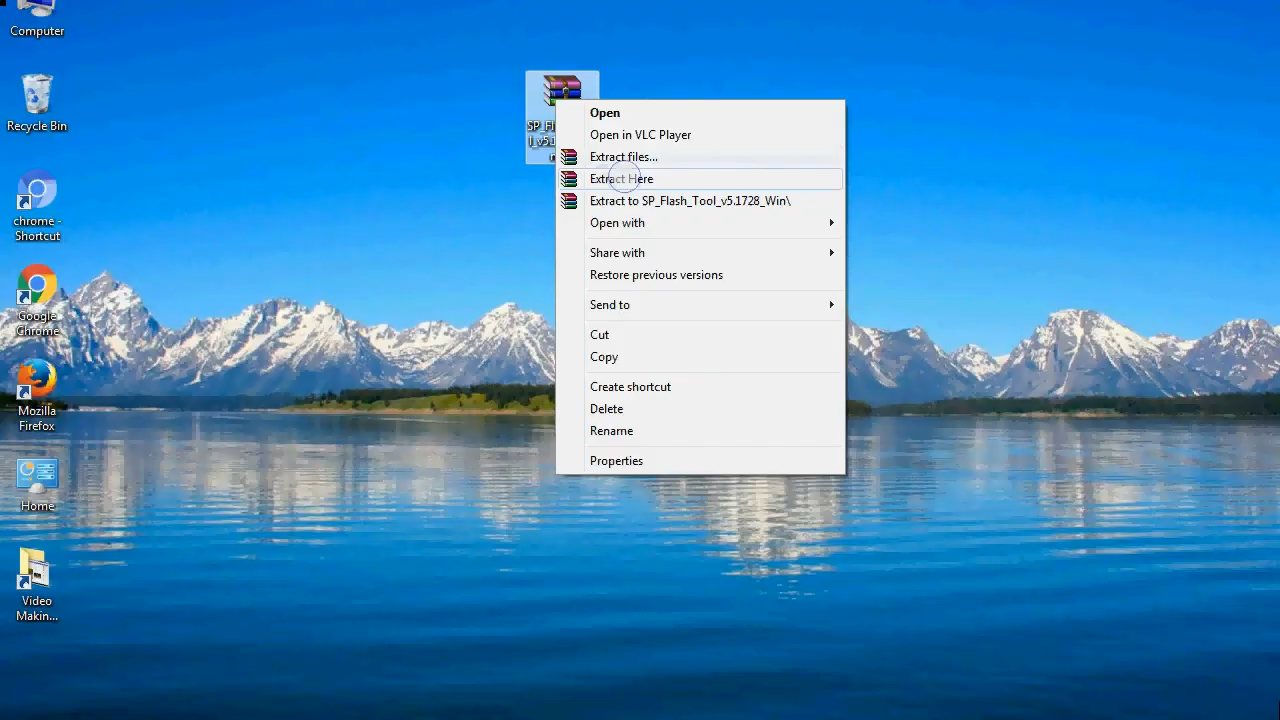 Computer
Recycle Bin
chrome -
Shortcut
Google
Chrome
Mozilla
Firefox
Home
Video
Makin...
Open
Open in VLC Player
Extract files...
Extract Here
Extract to SP_Flash_Tool_v5.1728_Win\
Open with
Share with
Restore previous versions
Send to
Cut
Copy
Create shortcut
Delete
Rename
Properties